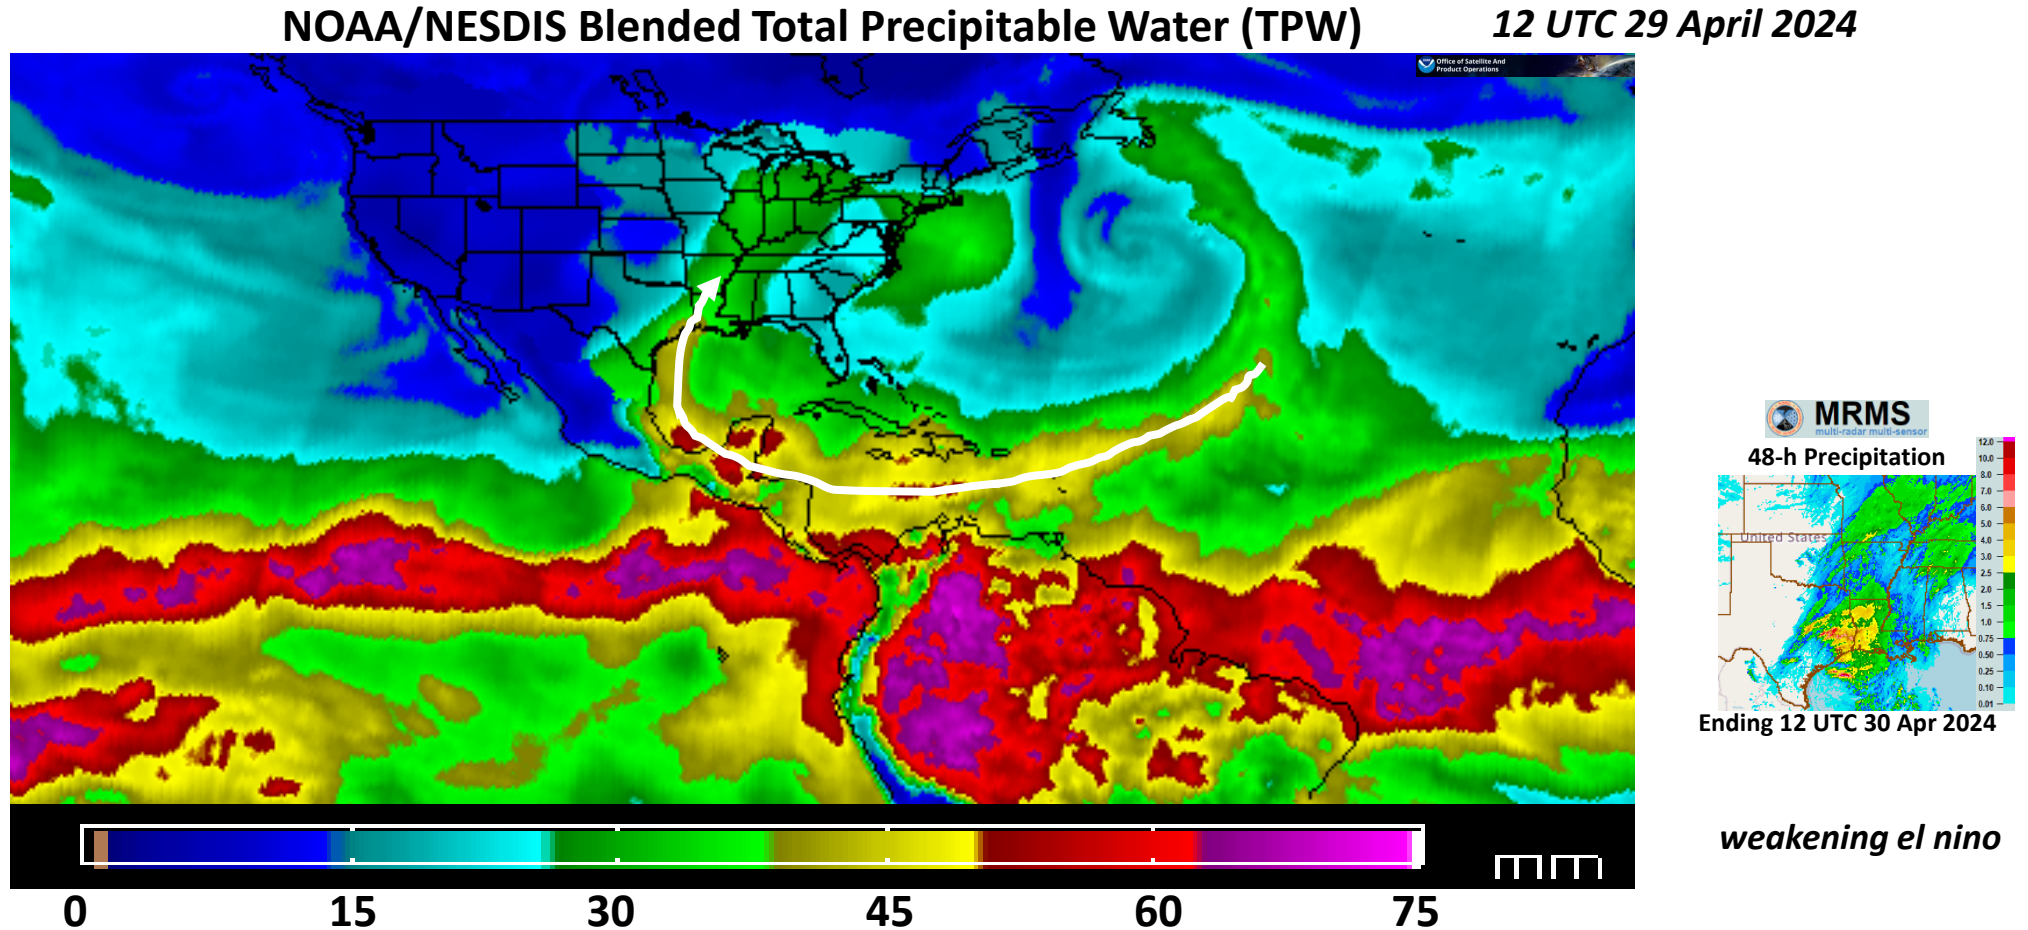 NOAA/NESDIS Blended Total Precipitable Water (TPW)
12 UTC 29 April 2024
Office of Satellite And
Product Operations
MRMS
multi-radar multi-sensor
48-h Precipitation
12.0
10.0
8.0
7.0
6.0
5.0
4.0
3.0
2.5
2.0
1.5
1.0
0.75
0.50
0.25
0.10
0.01
United States
Ending 12 UTC 30 Apr 2024
weakening el nino
mm
0 15 30 45 60 75